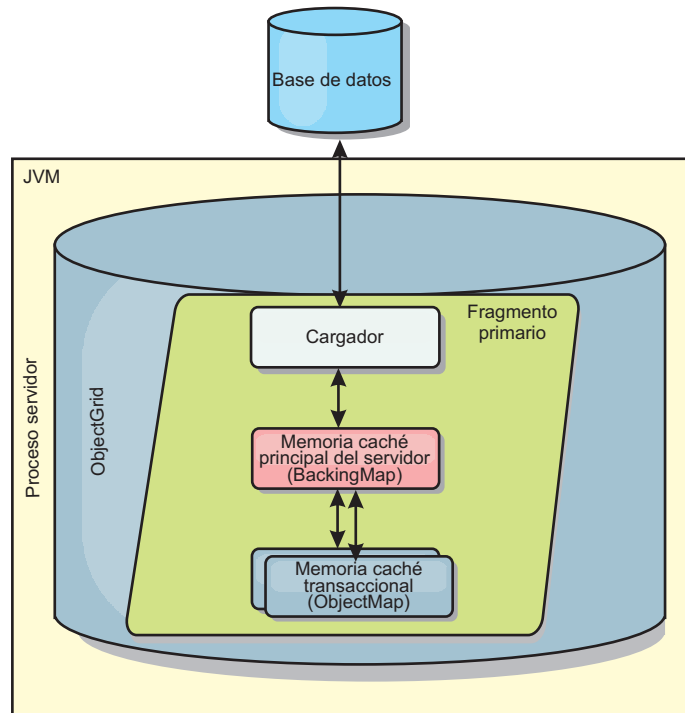 Base de datos
JVM
Proceso servidor
ObjectGrid
Fragmento
primario
Cargador
Memoria caché
principal del servidor
(BackingMap)
Memoria caché
transaccional
(ObjectMap)